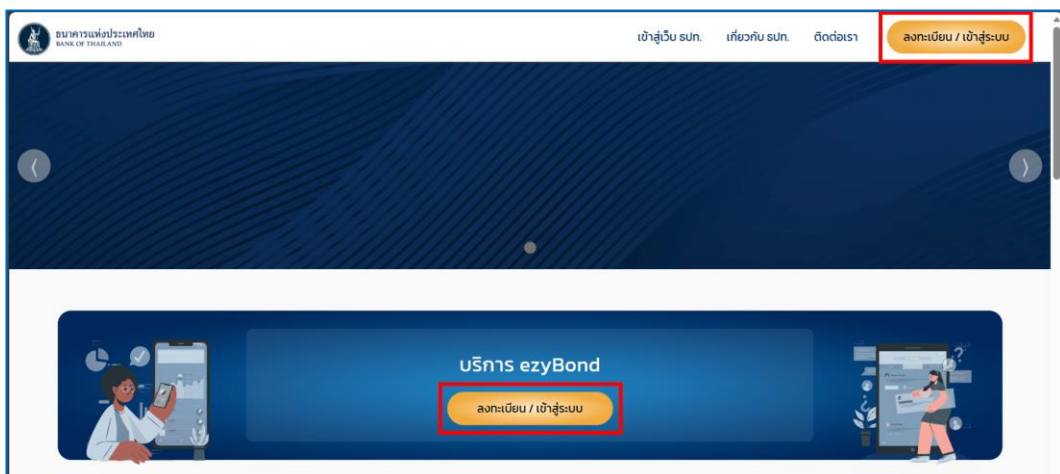 ธนาคารแห่งประเทศไทย
BANK OF THAILAND
เข้าสู่เว็บ ธปท. เกี่ยวกับ ธปท. ติดต่อเรา ลงทะเบียน / เข้าสู่ระบบ
บริการ ezyBond
ลงทะเบียน / เข้าสู่ระบบ